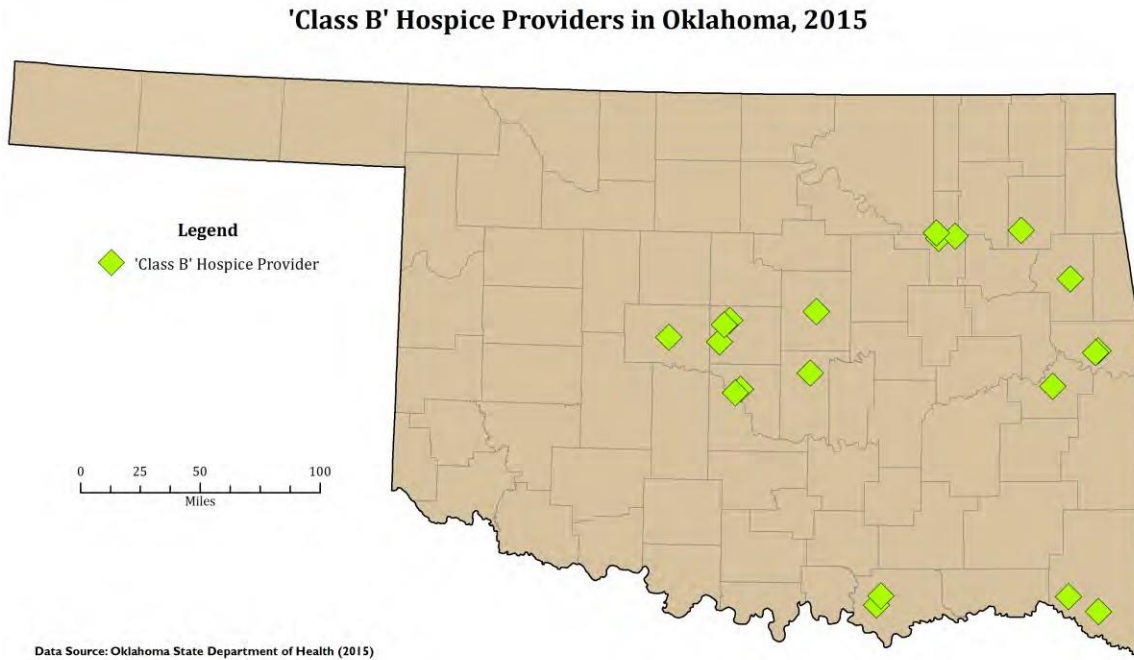 'Class B' Hospice Providers in Oklahoma, 2015
Legend
'Class B' Hospice Provider
0 25 50 100
Miles
Data Source: Oklahoma State Department of Health (2015)